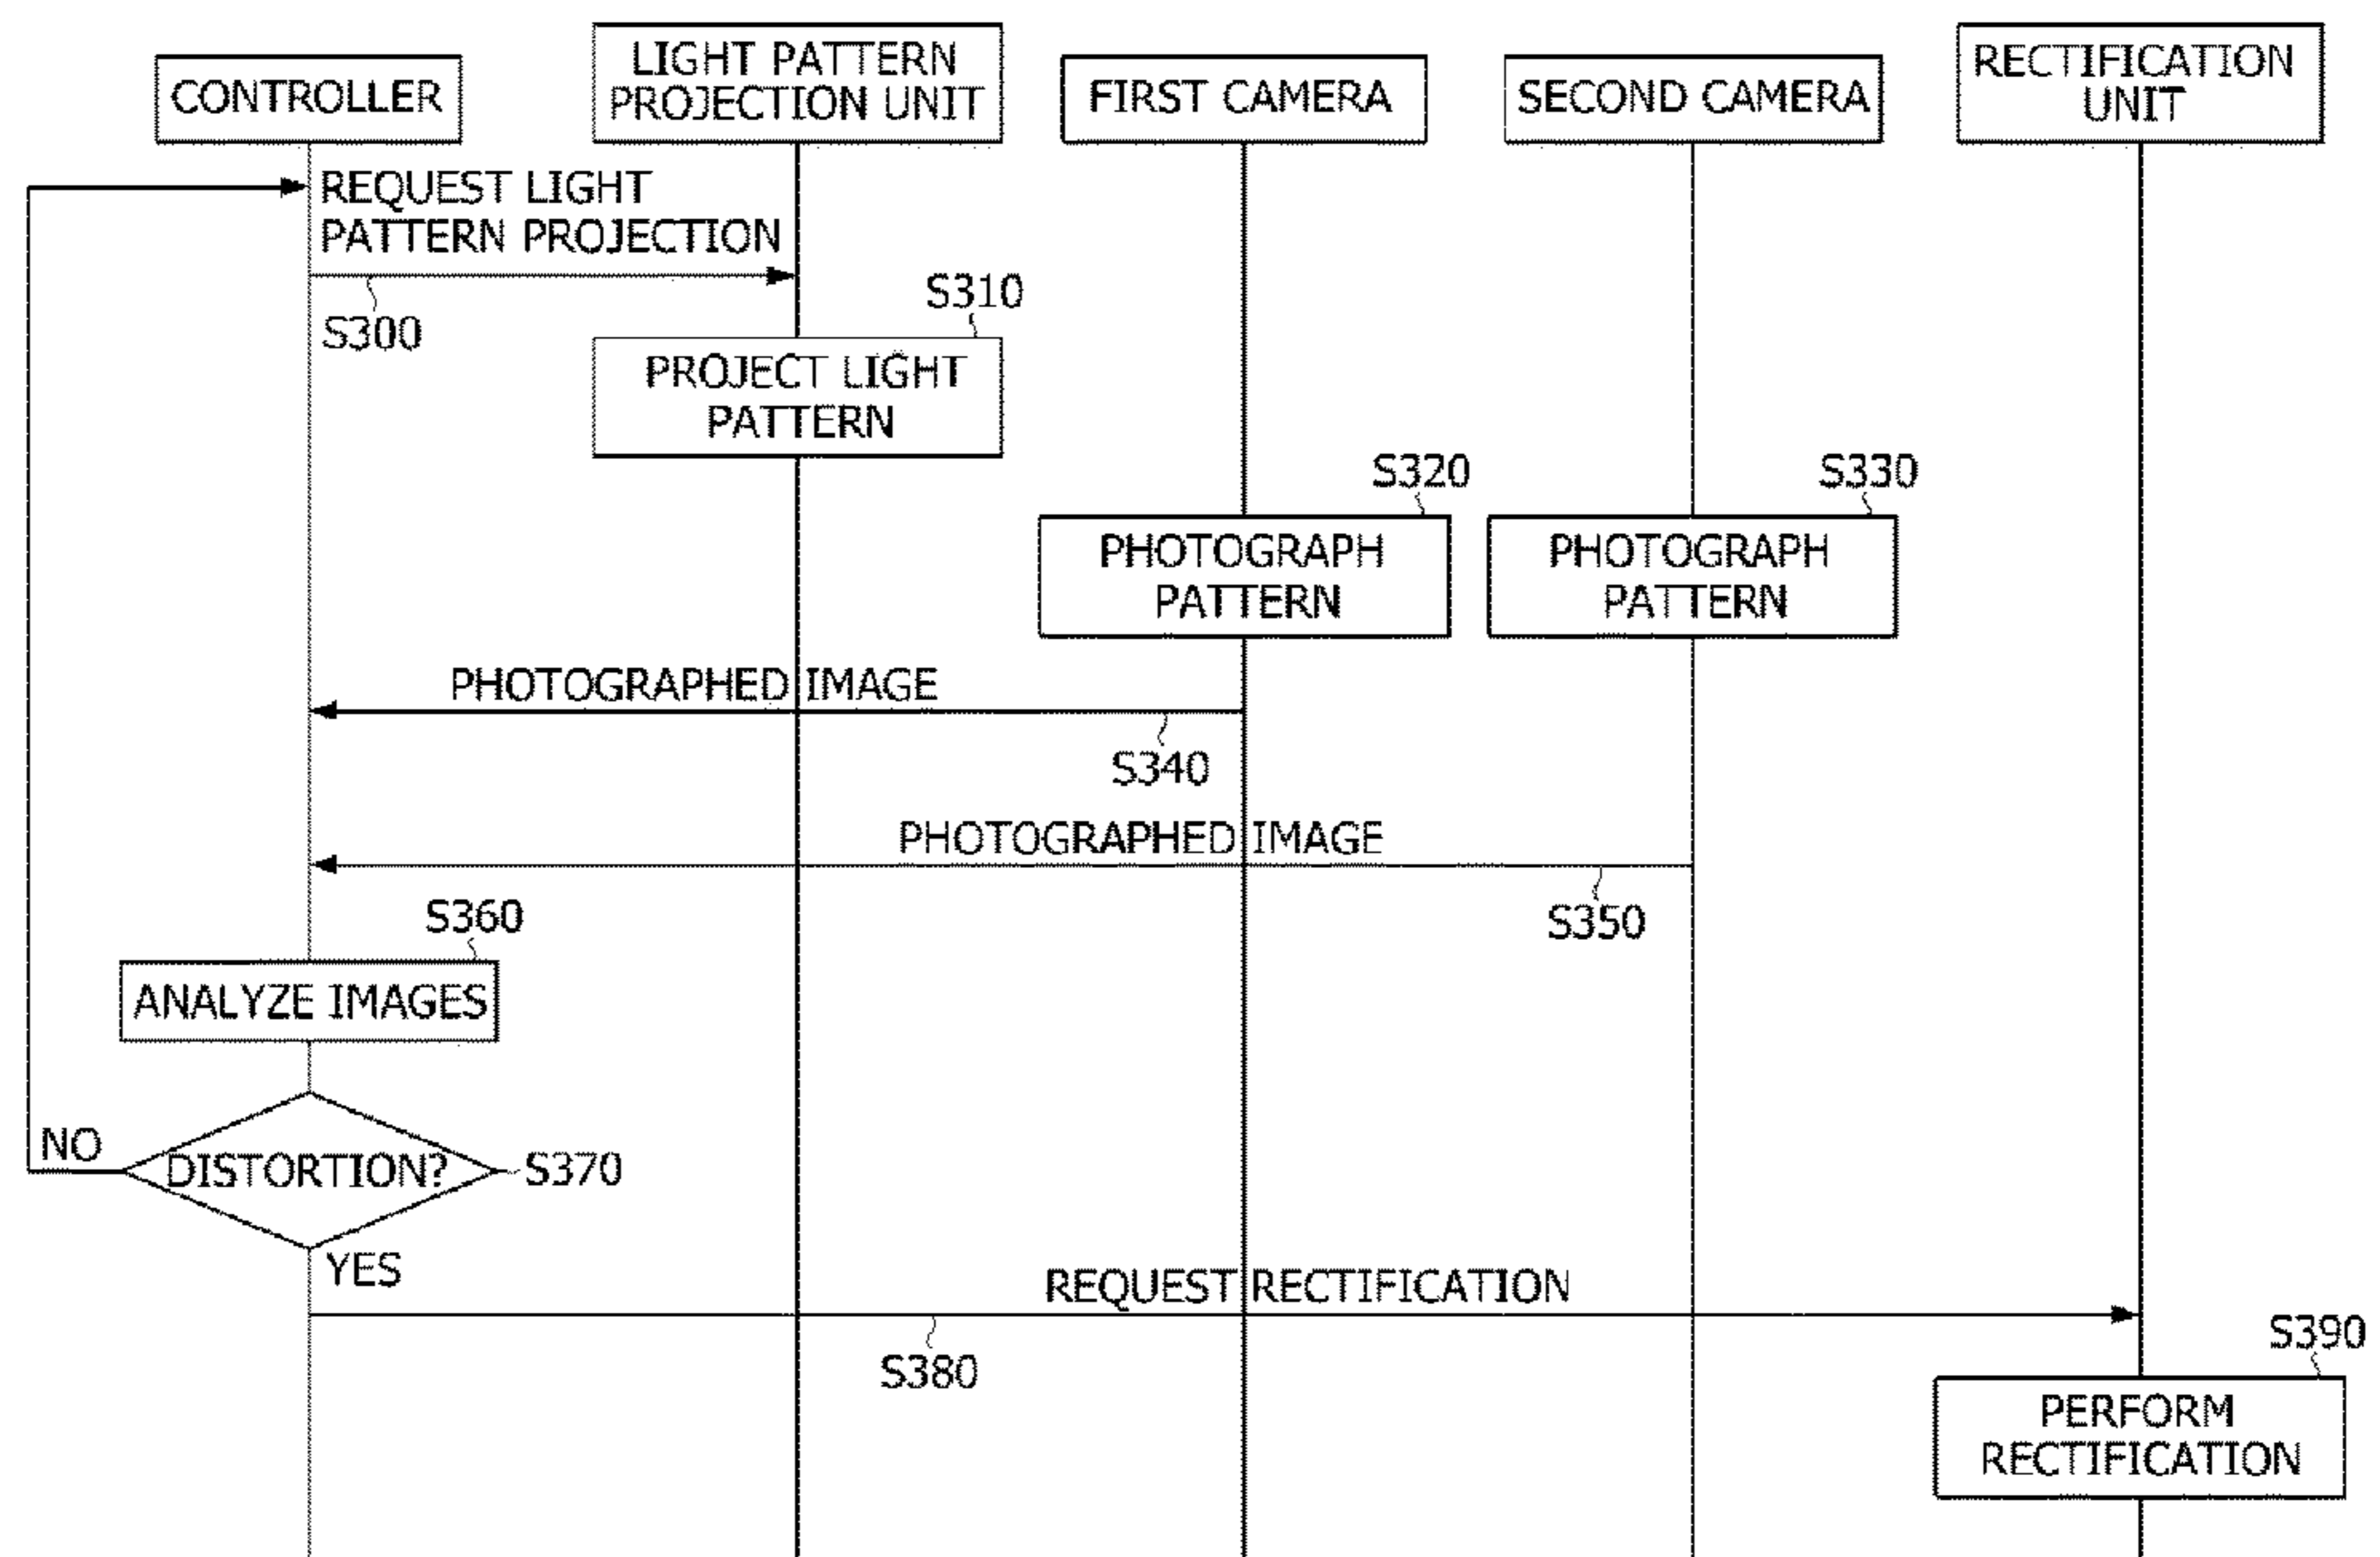 CONTROLLER
LIGHT PATTERN
PROJECTION UNIT
FIRST CAMERA
SECOND CAMERA
RECTIFICATION
UNIT
REQUEST LIGHT
PATTERN PROJECTION
S300
S310
PROJECT LIGHT
PATTERN
S320
PHOTOGRAPH
PATTERN
S330
PHOTOGRAPH
PATTERN
PHOTOGRAPHED IMAGE
S340
PHOTOGRAPHED IMAGE
S350
S360
ANALYZE IMAGES
NO
DISTORTION?
S370
YES
REQUEST RECTIFICATION
S380
S390
PERFORM
RECTIFICATION